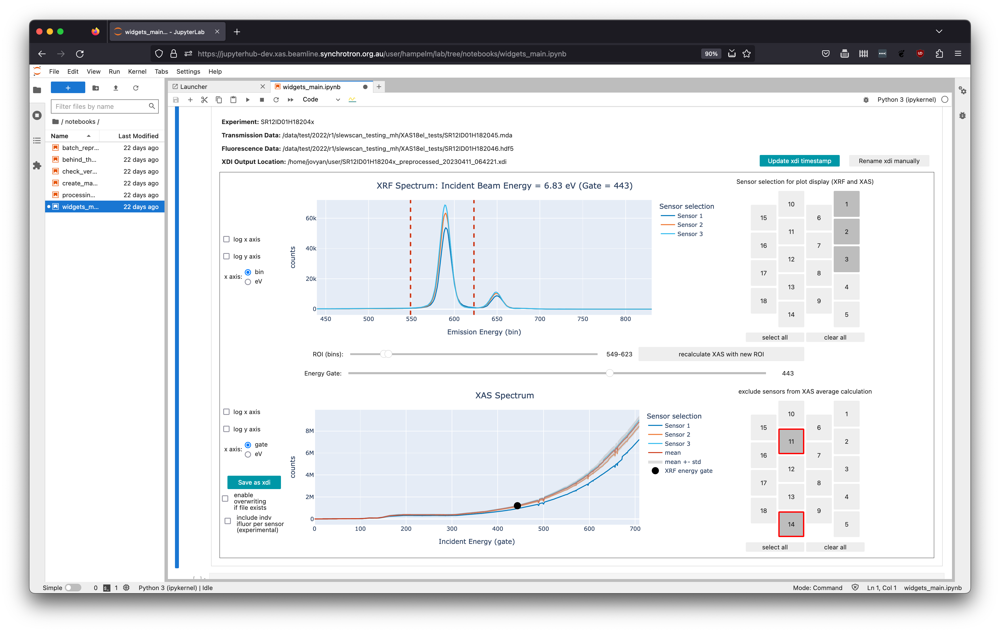 widgets_main... - JupyterLab
https://jupyterhub-dev.xas.beamline.synchrotron.org.au/user/hampelm/lab/tree/notebooks/widgets_main.ipynb
90%
File Edit View Run Kernel Tabs Settings Help
Filter files by name
/ notebooks /
Name Last Modified
batch_repr... 22 days ago
behind_th... 22 days ago
check_ver... 22 days ago
create_ma... 22 days ago
processin... 22 days ago
widgets_m... 22 days ago
Launcher
widgets_main.ipynb
Code
Python 3 (ipykernel)
Experiment: SR12ID01H18204x
Transmission Data: /data/test/2022/r1/slewscan_testing_mh/XAS18el_tests/SR12ID01H182045.mda
Fluorescence Data: /data/test/2022/r1/slewscan_testing_mh/XAS18el_tests/SR12ID01H182046.hdf5
XDI Output Location: /home/jovyan/user/SR12ID01H18204x_preprocessed_20230411_064221.xdi
Update xdi timestamp
Rename xdi manually
XRF Spectrum: Incident Beam Energy = 6.83 eV (Gate = 443)
log x axis
log y axis
x axis:
bin
eV
counts
60k
40k
20k
0
450 500 550 600 650 700 750 800
Emission Energy (bin)
Sensor selection
Sensor 1
Sensor 2
Sensor 3
Sensor selection for plot display (XRF and XAS)
10 1
15 6
11 2
16 7
12 3
17 8
13 4
18 9
14 5
select all
clear all
ROI (bins): 549-623
recalculate XAS with new ROI
Energy Gate: 443
XAS Spectrum
log x axis
log y axis
x axis:
gate
eV
Save as xdi
enable
overwriting
if file exists
include indv
ifluor per sensor
(experimental)
counts
8M
6M
4M
2M
0
0 100 200 300 400 500 600 700
Incident Energy (gate)
Sensor selection
Sensor 1
Sensor 2
Sensor 3
mean
mean +- std
XRF energy gate
exclude sensors from XAS average calculation
10 1
15 6
11 2
16 7
12 3
17 8
13 4
18 9
14 5
select all
clear all
Simple 0 1 Python 3 (ipykernel) | Idle
Mode: Command Ln 1, Col 1 widgets_main.ipynb